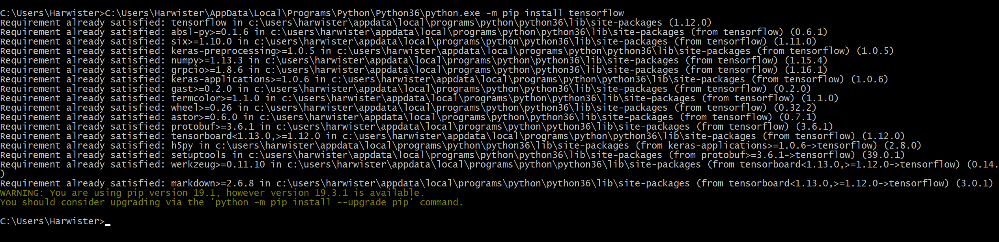 C:\Users\Harwister>C:\Users\Harwister\AppData\Local\Programs\Python\Python36\python.exe -m pip install tensorflow
Requirement already satisfied: tensorflow in c:\users\harwister\appdata\local\programs\python\python36\lib\site-packages (1.12.0)
Requirement already satisfied: absl-py>=0.1.6 in c:\users\harwister\appdata\local\programs\python\python36\lib\site-packages (from tensorflow) (0.6.1)
Requirement already satisfied: six>=1.10.0 in c:\users\harwister\appdata\local\programs\python\python36\lib\site-packages (from tensorflow) (1.11.0)
Requirement already satisfied: keras-preprocessing>=1.0.5 in c:\users\harwister\appdata\local\programs\python\python36\lib\site-packages (from tensorflow) (1.0.5)
Requirement already satisfied: numpy>=1.13.3 in c:\users\harwister\appdata\local\programs\python\python36\lib\site-packages (from tensorflow) (1.15.4)
Requirement already satisfied: grpcio>=1.8.6 in c:\users\harwister\appdata\local\programs\python\python36\lib\site-packages (from tensorflow) (1.16.1)
Requirement already satisfied: keras-applications>=1.0.6 in c:\users\harwister\appdata\local\programs\python\python36\lib\site-packages (from tensorflow) (1.0.6)
Requirement already satisfied: gast>=0.2.0 in c:\users\harwister\appdata\local\programs\python\python36\lib\site-packages (from tensorflow) (0.2.0)
Requirement already satisfied: termcolor>=1.1.0 in c:\users\harwister\appdata\local\programs\python\python36\lib\site-packages (from tensorflow) (1.1.0)
Requirement already satisfied: wheel>=0.26 in c:\users\harwister\appdata\local\programs\python\python36\lib\site-packages (from tensorflow) (0.32.2)
Requirement already satisfied: astor>=0.6.0 in c:\users\harwister\appdata\local\programs\python\python36\lib\site-packages (from tensorflow) (0.7.1)
Requirement already satisfied: protobuf>=3.6.1 in c:\users\harwister\appdata\local\programs\python\python36\lib\site-packages (from tensorflow) (3.6.1)
Requirement already satisfied: tensorboard<1.13.0,>=1.12.0 in c:\users\harwister\appdata\local\programs\python\python36\lib\site-packages (from tensorflow) (1.12.0)
Requirement already satisfied: h5py in c:\users\harwister\appdata\local\programs\python\python36\lib\site-packages (from keras-applications>=1.0.6->tensorflow) (2.8.0)
Requirement already satisfied: setuptools in c:\users\harwister\appdata\local\programs\python\python36\lib\site-packages (from protobuf>=3.6.1->tensorflow) (39.0.1)
Requirement already satisfied: werkzeug>=0.11.10 in c:\users\harwister\appdata\local\programs\python\python36\lib\site-packages (from tensorboard<1.13.0,>=1.12.0->tensorflow) (0.14.
)
Requirement already satisfied: markdown>=2.6.8 in c:\users\harwister\appdata\local\programs\python\python36\lib\site-packages (from tensorboard<1.13.0,>=1.12.0->tensorflow) (3.0.1)
WARNING: You are using pip version 19.1, however version 19.3.1 is available.
You should consider upgrading via the 'python -m pip install --upgrade pip' command.
C:\Users\Harwister>